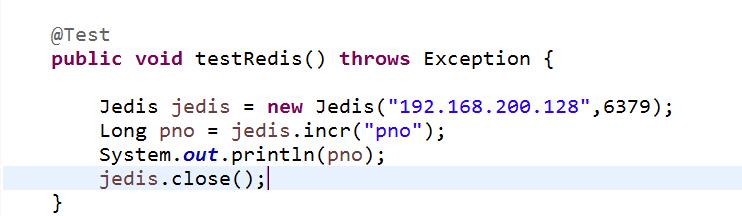 @Test
public void testRedis() throws Exception {
Jedis jedis = new Jedis("192.168.200.128",6379);
Long pno = jedis.incr("pno");
System.out.println(pno);
jedis.close();
}